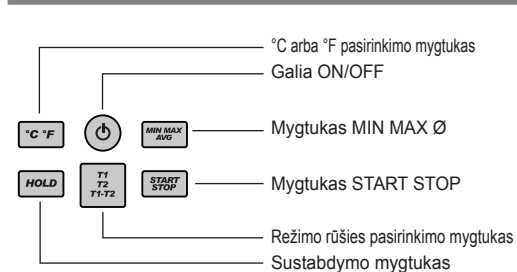 °C arba °F pasirinkimo mygtukas
Galia ON/OFF
°C °F
MIN MAX
AVG
Mygtukas MIN MAX Ø
HOLD
T1
T2
T1-T2
START
STOP
Mygtukas START STOP
Režimo rūšies pasirinkimo mygtukas
Sustabdymo mygtukas